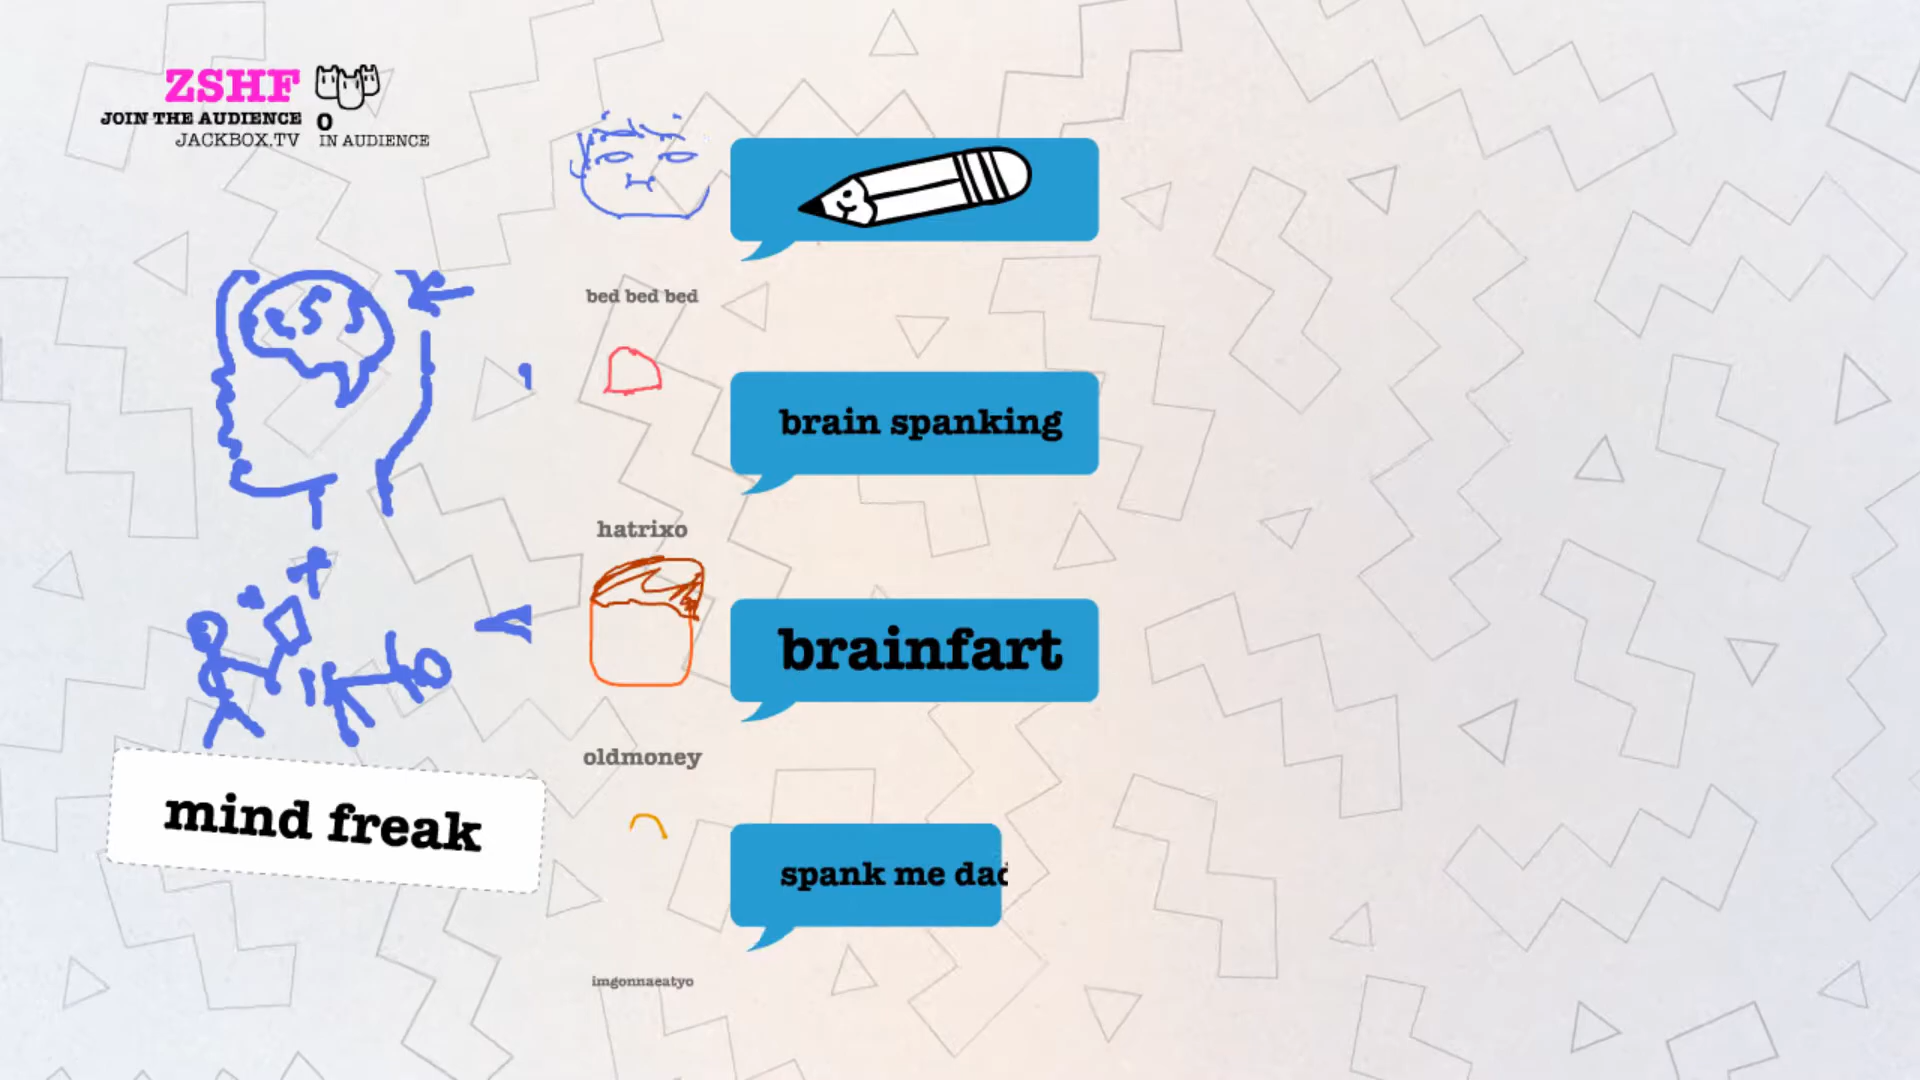 ZSHF
JOIN THE AUDIENCE
JACKBOX.TV
0
IN AUDIENCE
bed bed bed
brain spanking
hatrixo
brainfart
oldmoney
mind freak
spank me dad
imgonnaeatyo